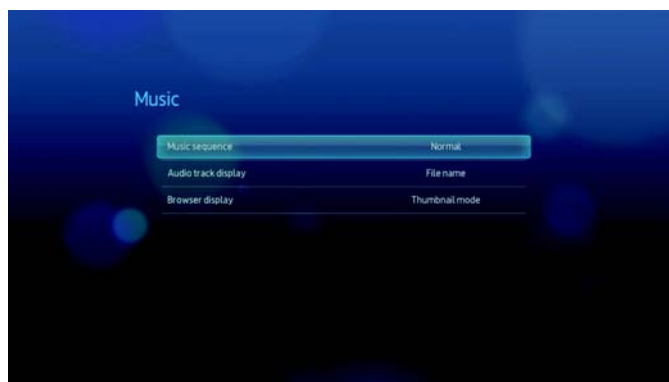 Music
Music sequence Normal
Audio track display File name
Browser display Thumbnail mode